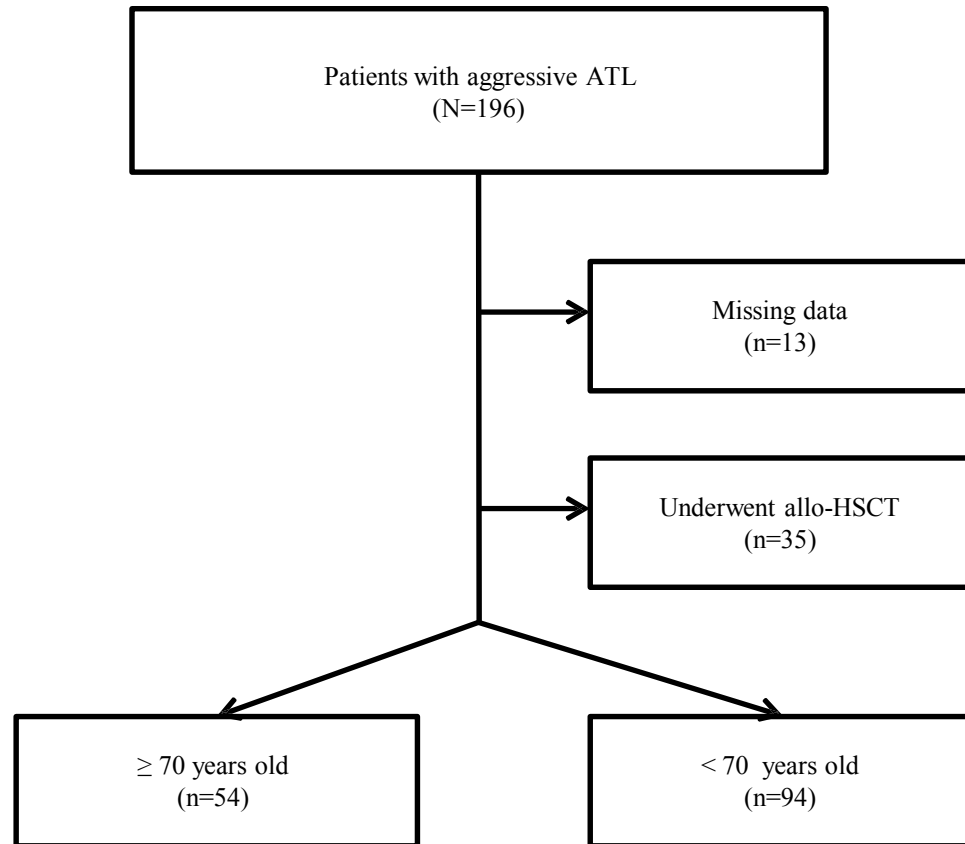 Patients with aggressive ATL
(N=196)
Missing data
(n=13)
Underwent allo-HSCT
(n=35)
≥ 70 years old
(n=54)
< 70 years old
(n=94)